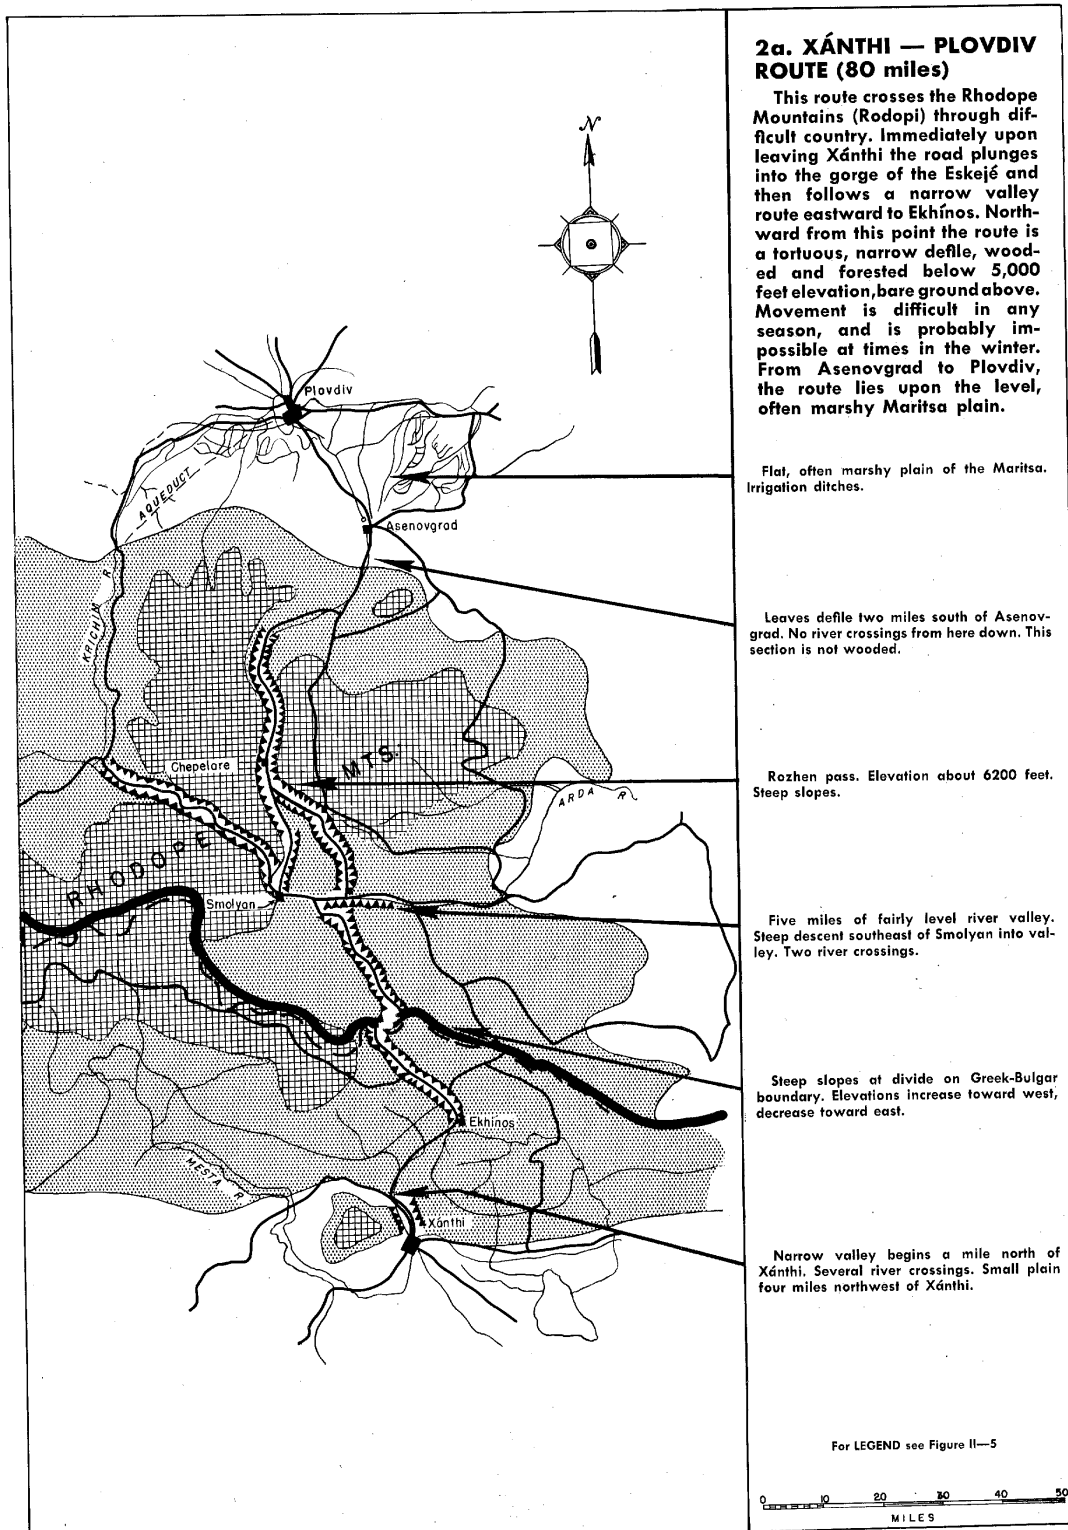 2a. XÁNTHI — PLOVDIV
ROUTE (80 miles)
This route crosses the Rhodope
Mountains (Rodopi) through dif-
ficult country. Immediately upon
leaving Xánthi the road plunges
into the gorge of the Eskejé and
then follows a narrow valley
route eastward to Ekhínos. North-
ward from this point the route is
a tortuous, narrow defile, wood-
ed and forested below 5,000
feet elevation, bare ground above.
Movement is difficult in any
season, and is probably im-
possible at times in the winter.
From Asenovgrad to Plovdiv,
the route lies upon the level,
often marshy Maritsa plain.
Flat, often marshy plain of the Maritsa.
Irrigation ditches.
Leaves defile two miles south of Asenov-
grad. No river crossings from here down. This
section is not wooded.
Rozhen pass. Elevation about 6200 feet.
Steep slopes.
Five miles of fairly level river valley.
Steep descent southeast of Smolyan into val-
ley. Two river crossings.
Steep slopes at divide on Greek-Bulgar
boundary. Elevations increase toward west,
decrease toward east.
Narrow valley begins a mile north of
Xánthi. Several river crossings. Small plain
four miles northwest of Xánthi.
For LEGEND see Figure II—5
0 10 20 30 40 50
MILES
N
Plovdiv
AQUEDUCT
Asenovgrad
KRICHIM R
Chepelare
MTS.
ARDA R
RHODOPE
Smolyan
Ekhínos
MESTA R.
Xánthi